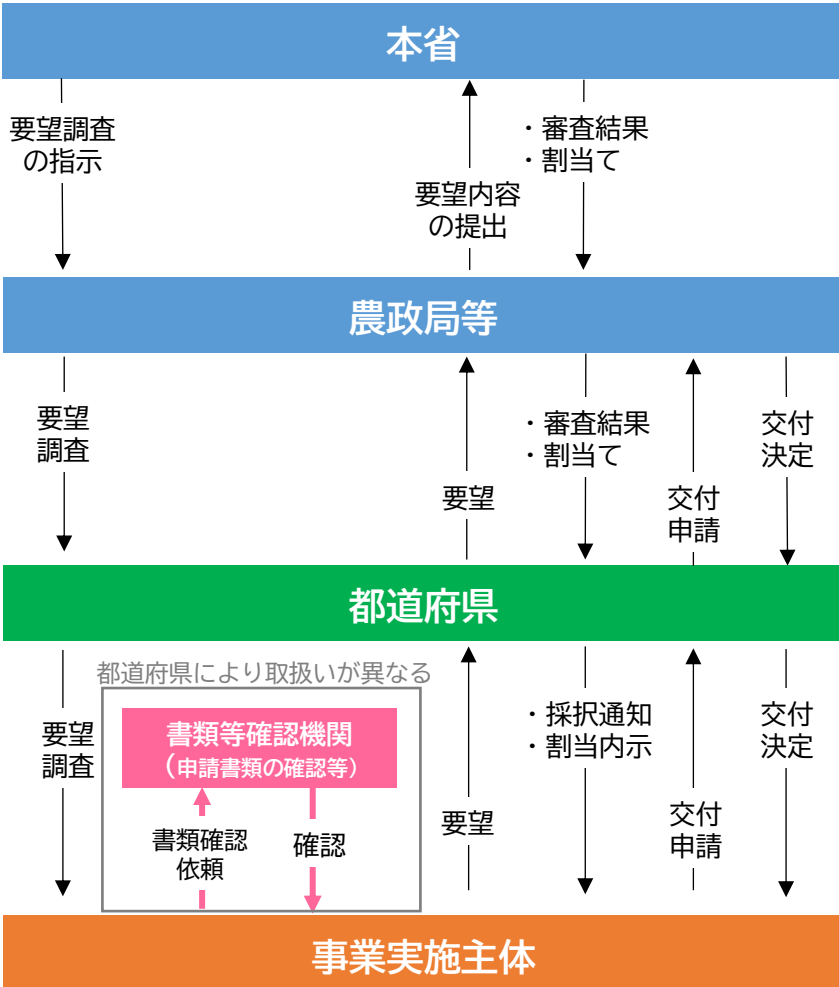 本省
要望調査
の指示
要望内容
の提出
・審査結果
・割当て
農政局等
要望
調査
要望
・審査結果
・割当て
交付
申請
交付
決定
都道府県
要望
調査
都道府県により取扱いが異なる
書類等確認機関
（申請書類の確認等）
書類確認
依頼
確認
要望
・採択通知
・割当内示
交付
申請
交付
決定
事業実施主体